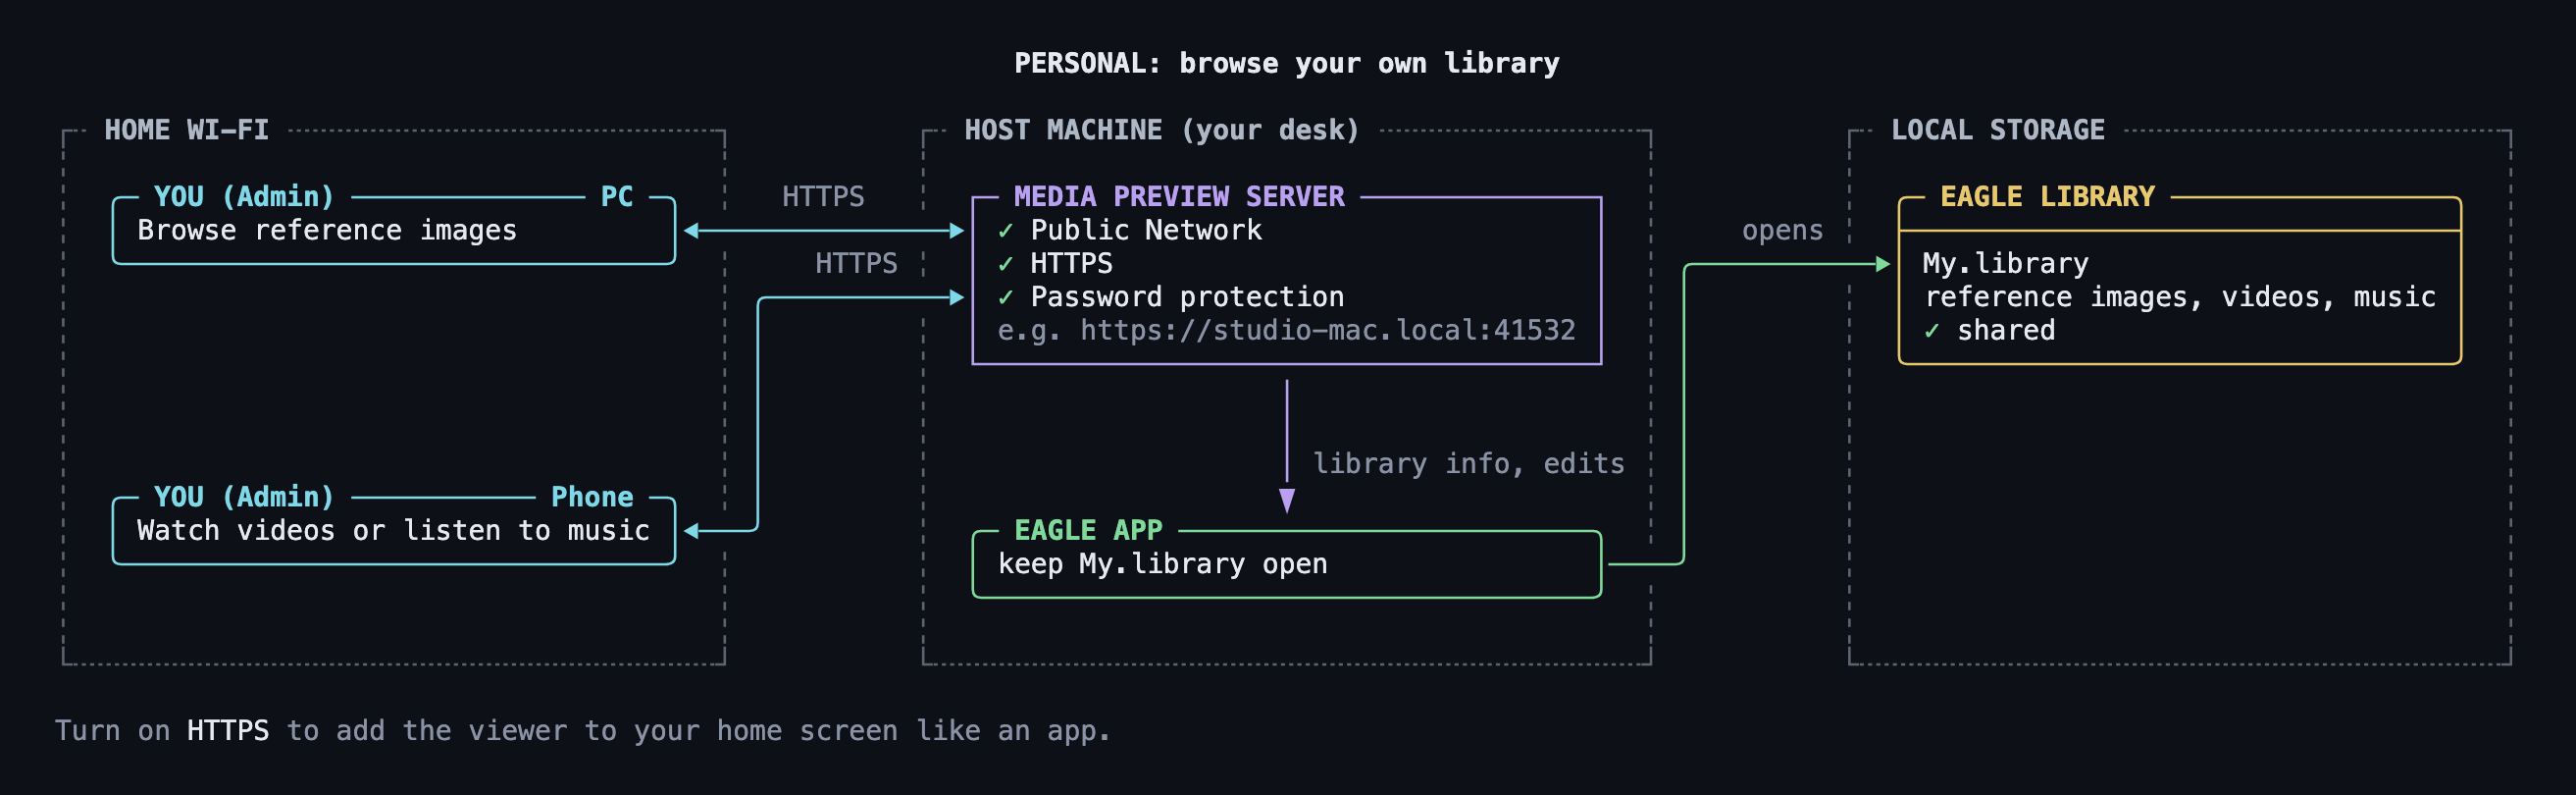 PERSONAL: browse your own library
HOME WI-FI
YOU (Admin) PC
Browse reference images
YOU (Admin) Phone
Watch videos or listen to music
HTTPS
HTTPS
HOST MACHINE (your desk)
MEDIA PREVIEW SERVER
✓ Public Network
✓ HTTPS
✓ Password protection
e.g. https://studio-mac.local:41532
library info, edits
EAGLE APP
keep My.library open
opens
LOCAL STORAGE
EAGLE LIBRARY
My.library
reference images, videos, music
✓ shared
Turn on HTTPS to add the viewer to your home screen like an app.